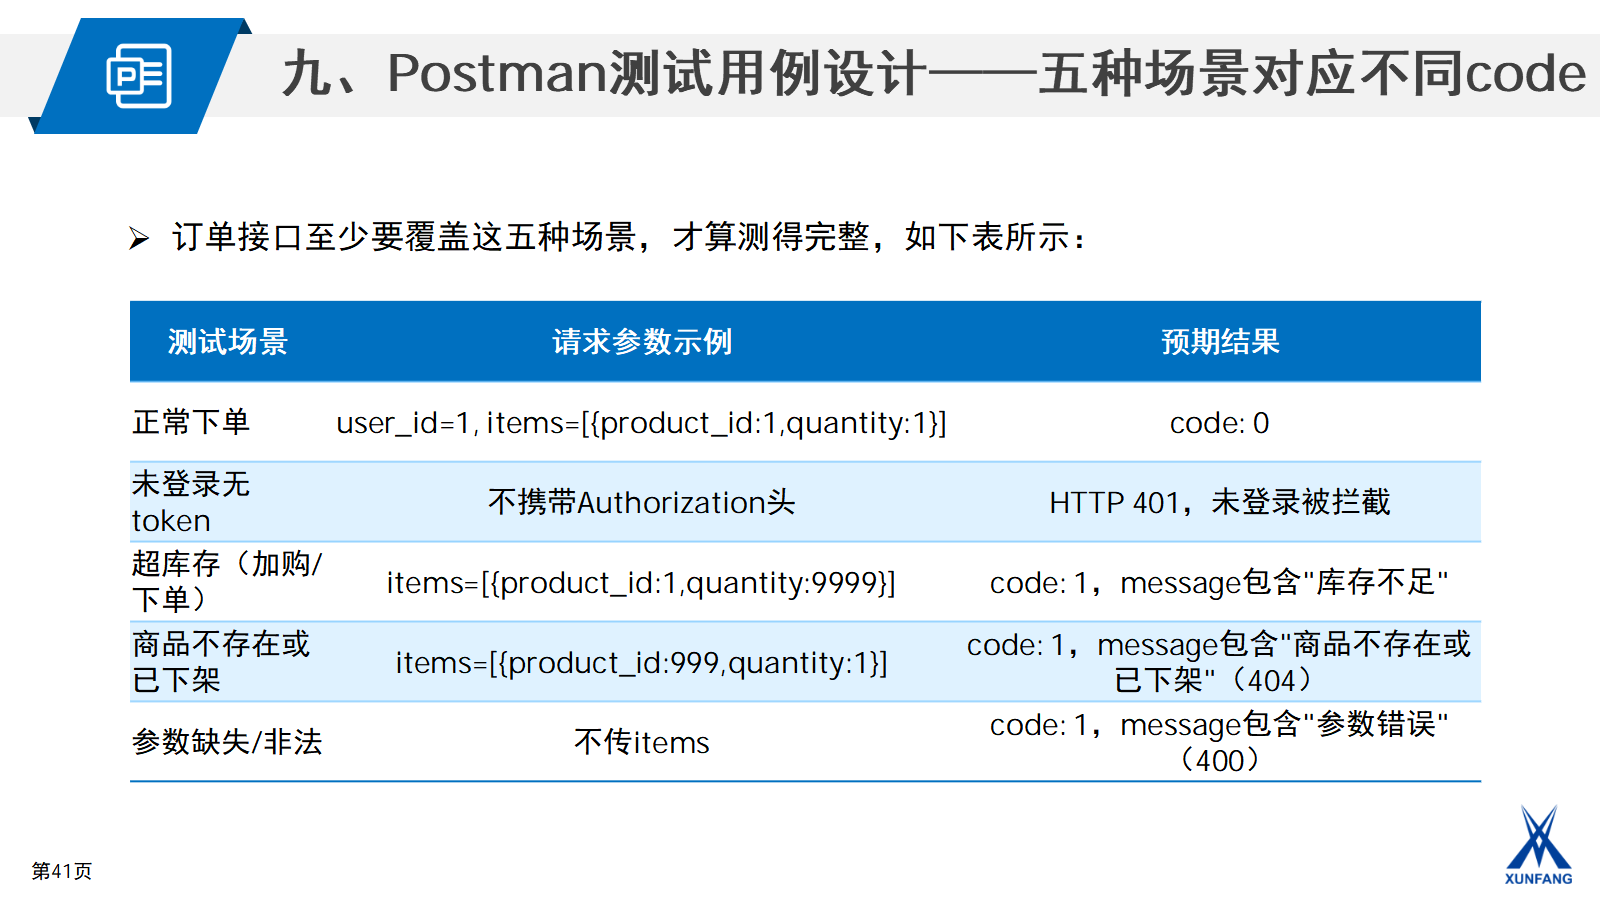 九、Postman测试用例设计——五种场景对应不同code
订单接口至少要覆盖这五种场景，才算测得完整，如下表所示：
测试场景 请求参数示例 预期结果
正常下单 user_id=1, items=[{product_id:1,quantity:1}] code: 0
未登录无
token
不携带Authorization头 HTTP 401，未登录被拦截
超库存（加购/
下单）
items=[{product_id:1,quantity:9999}] code: 1，message包含"库存不足"
商品不存在或
已下架
items=[{product_id:999,quantity:1}]
code: 1，message包含"商品不存在或
已下架"（404）
参数缺失/非法 不传items
code: 1，message包含"参数错误"
（400）
第41页
XUNFANG